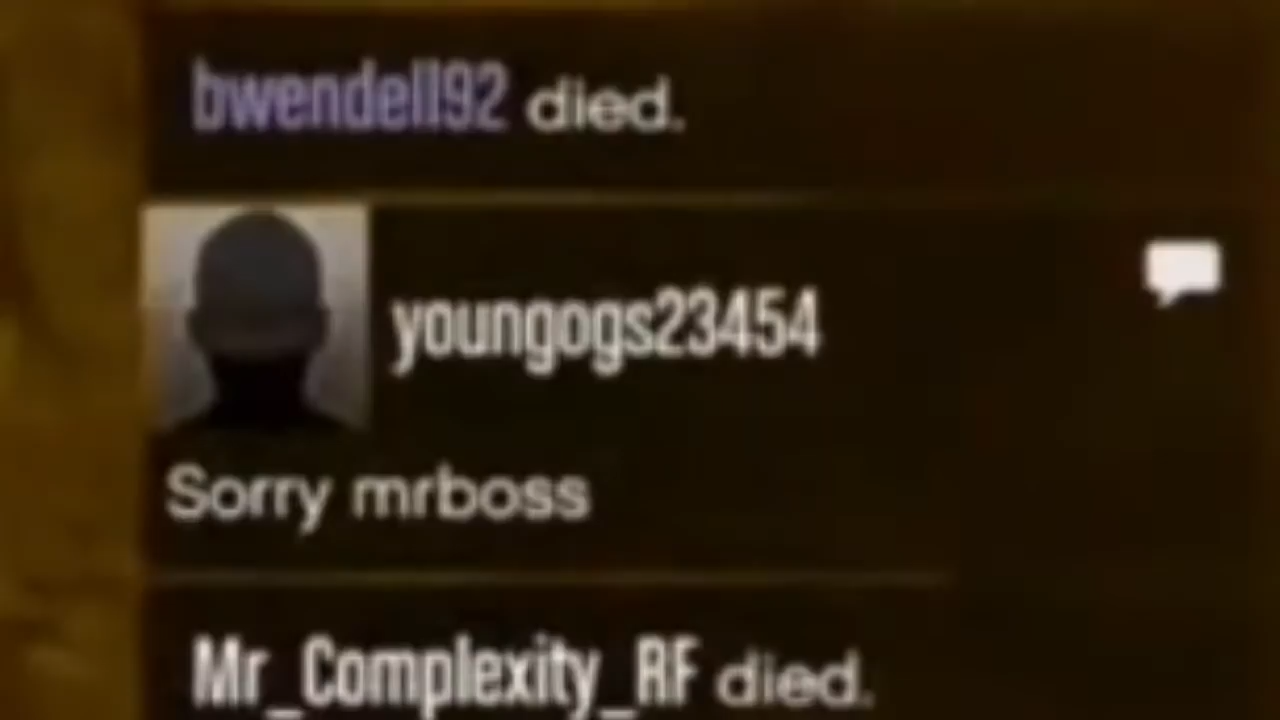 bwendell92 died.
youngogs23454
Sorry mrboss
Mr_Complexity_RF died.